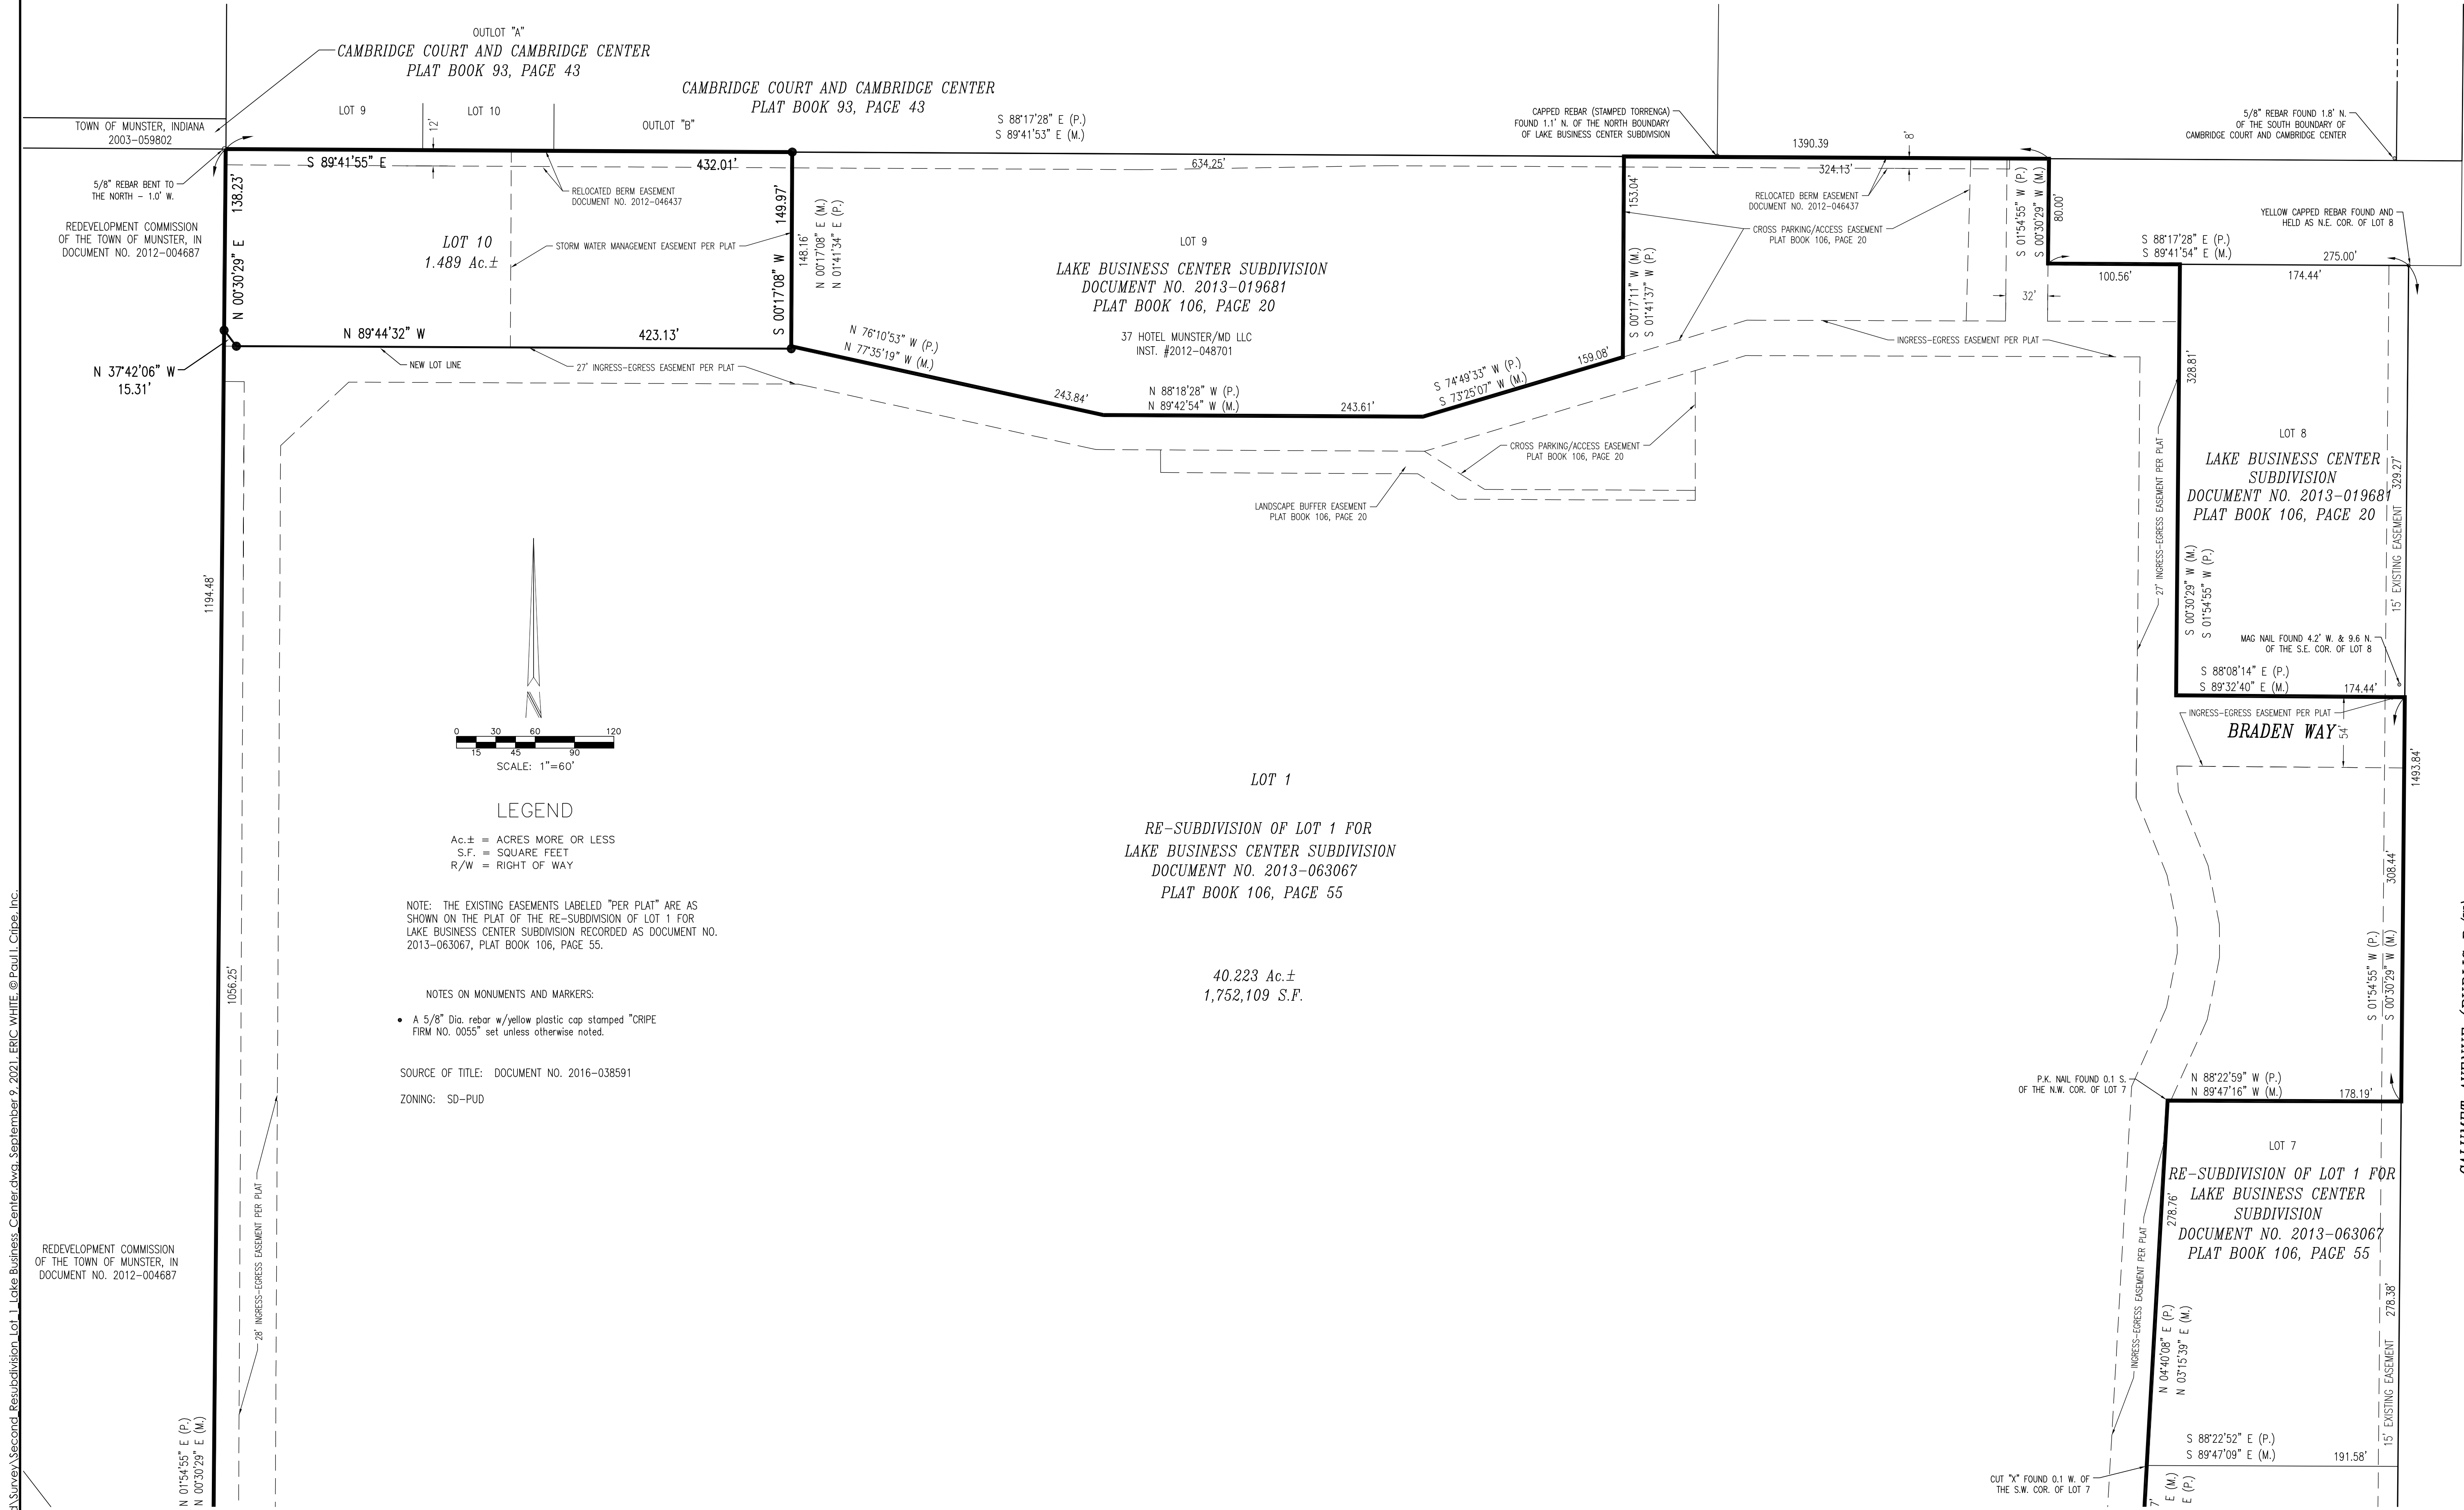 OUTLOT "A"
CAMBRIDGE COURT AND CAMBRIDGE CENTER
PLAT BOOK 93, PAGE 43
CAMBRIDGE COURT AND CAMBRIDGE CENTER
PLAT BOOK 93, PAGE 43
LOT 9
LOT 10
OUTLOT "B"
12'
TOWN OF MUNSTER, INDIANA
2003-059802
S 88°17'28" E (P.)
S 89°41'53" E (M.)
CAPPED REBAR (STAMPED TORRENGA)
FOUND 1.1' N. OF THE NORTH BOUNDARY
OF LAKE BUSINESS CENTER SUBDIVISION
1390.39
8'
5/8" REBAR FOUND 1.8' N.
OF THE SOUTH BOUNDARY OF
CAMBRIDGE COURT AND CAMBRIDGE CENTER
S 89°41'55" E
432.01'
634.25'
324.13'
5/8" REBAR BENT TO
THE NORTH - 1.0' W.
138.23'
N 00°30'29" E
RELOCATED BERM EASEMENT
DOCUMENT NO. 2012-046437
149.97'
S 00°17'08" W
148.16'
N 00°17'08" E (M.)
N 01°41'34" E (P.)
153.04'
S 00°17'11" W (M.)
S 01°41'37" W (P.)
RELOCATED BERM EASEMENT
DOCUMENT NO. 2012-046437
CROSS PARKING/ACCESS EASEMENT
PLAT BOOK 106, PAGE 20
S 01°54'55" W (P.)
S 00°30'29" W (M.)
80.00'
YELLOW CAPPED REBAR FOUND AND
HELD AS N.E. COR. OF LOT 8
REDEVELOPMENT COMMISSION
OF THE TOWN OF MUNSTER, IN
DOCUMENT NO. 2012-004687
LOT 10
1.489 Ac.±
STORM WATER MANAGEMENT EASEMENT PER PLAT
LOT 9
LAKE BUSINESS CENTER SUBDIVISION
DOCUMENT NO. 2013-019681
PLAT BOOK 106, PAGE 20
37 HOTEL MUNSTER/MD LLC
INST. #2012-048701
S 88°17'28" E (P.)
S 89°41'54" E (M.)
275.00'
100.56'
174.44'
32'
N 89°44'32" W
423.13'
N 76°10'53" W (P.)
N 77°35'19" W (M.)
243.84'
N 88°18'28" W (P.)
N 89°42'54" W (M.)
243.61'
S 74°49'33" W (P.)
S 73°25'07" W (M.)
159.08'
INGRESS-EGRESS EASEMENT PER PLAT
NEW LOT LINE
27' INGRESS-EGRESS EASEMENT PER PLAT
N 37°42'06" W
15.31'
328.81'
CROSS PARKING/ACCESS EASEMENT
PLAT BOOK 106, PAGE 20
LANDSCAPE BUFFER EASEMENT
PLAT BOOK 106, PAGE 20
27' INGRESS-EGRESS EASEMENT PER PLAT
LOT 8
LAKE BUSINESS CENTER
SUBDIVISION
DOCUMENT NO. 2013-019681
PLAT BOOK 106, PAGE 20
329.27'
15' EXISTING EASEMENT
S 00°30'29" W (M.)
S 01°54'55" W (P.)
MAG NAIL FOUND 4.2' W. & 9.6 N.
OF THE S.E. COR. OF LOT 8
S 88°08'14" E (P.)
S 89°32'40" E (M.)
174.44'
INGRESS-EGRESS EASEMENT PER PLAT
BRADEN WAY
54'
1493.84'
1194.48'
N
0 30 60 120
15 45 90
SCALE: 1"=60'
LEGEND
Ac.± = ACRES MORE OR LESS
S.F. = SQUARE FEET
R/W = RIGHT OF WAY
NOTE: THE EXISTING EASEMENTS LABELED "PER PLAT" ARE AS
SHOWN ON THE PLAT OF THE RE-SUBDIVISION OF LOT 1 FOR
LAKE BUSINESS CENTER SUBDIVISION RECORDED AS DOCUMENT NO.
2013-063067, PLAT BOOK 106, PAGE 55.
NOTES ON MONUMENTS AND MARKERS:
• A 5/8" Dia. rebar w/yellow plastic cap stamped "CRIPE
FIRM NO. 0055" set unless otherwise noted.
SOURCE OF TITLE: DOCUMENT NO. 2016-038591
ZONING: SD-PUD
LOT 1
RE-SUBDIVISION OF LOT 1 FOR
LAKE BUSINESS CENTER SUBDIVISION
DOCUMENT NO. 2013-063067
PLAT BOOK 106, PAGE 55
40.223 Ac.±
1,752,109 S.F.
308.44'
S 01°54'55" W (P.)
S 00°30'29" W (M.)
P.K. NAIL FOUND 0.1 S.
OF THE N.W. COR. OF LOT 7
N 88°22'59" W (P.)
N 89°47'16" W (M.)
178.19'
LOT 7
RE-SUBDIVISION OF LOT 1 FOR
LAKE BUSINESS CENTER
SUBDIVISION
DOCUMENT NO. 2013-063067
PLAT BOOK 106, PAGE 55
278.76'
N 04°40'08" E (P.)
N 03°15'39" E (M.)
278.38'
15' EXISTING EASEMENT
INGRESS-EGRESS EASEMENT PER PLAT
S 88°22'52" E (P.)
S 89°47'09" E (M.)
191.58'
CUT "X" FOUND 0.1 W. OF
THE S.W. COR. OF LOT 7
7'
E (M.)
E (P.)
1056.25'
28' INGRESS-EGRESS EASEMENT PER PLAT
REDEVELOPMENT COMMISSION
OF THE TOWN OF MUNSTER, IN
DOCUMENT NO. 2012-004687
N 01°54'55" E (P.)
N 00°30'29" E (M.)
\Survey\Second_Resubdivision_Lot_1_Lake Business_Center.dwg, September 9, 2021, ERIC WHITE, © Paul I. Cripe, Inc.